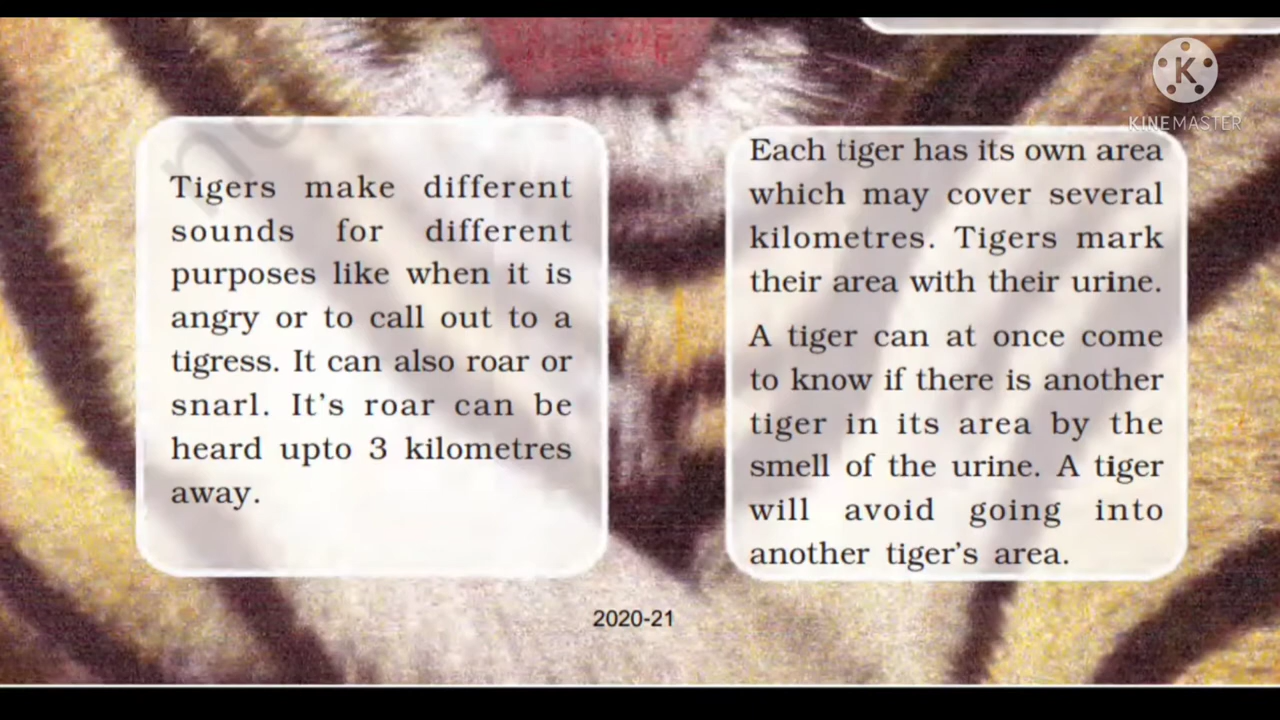 KINEMASTER
Tigers make different
sounds for different
purposes like when it is
angry or to call out to a
tigress. It can also roar or
snarl. It's roar can be
heard upto 3 kilometres
away.
Each tiger has its own area
which may cover several
kilometres. Tigers mark
their area with their urine.
A tiger can at once come
to know if there is another
tiger in its area by the
smell of the urine. A tiger
will avoid going into
another tiger's area.
2020-21